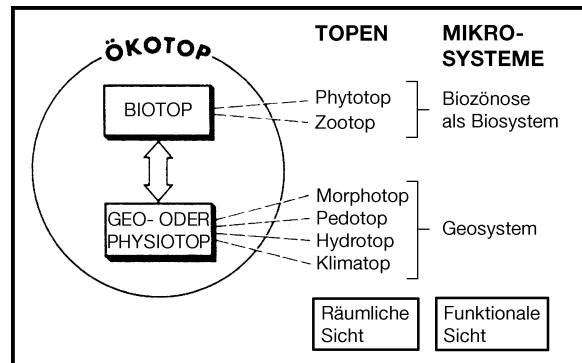 ÖKOTOP
BIOTOP
GEO- ODER
PHYSIOTOP
TOPEN
Phytotop
Zootop
Morphotop
Pedotop
Hydrotop
Klimatop
Räumliche
Sicht
MIKRO-
SYSTEME
Biozönose
als Biosystem
Geosystem
Funktionale
Sicht